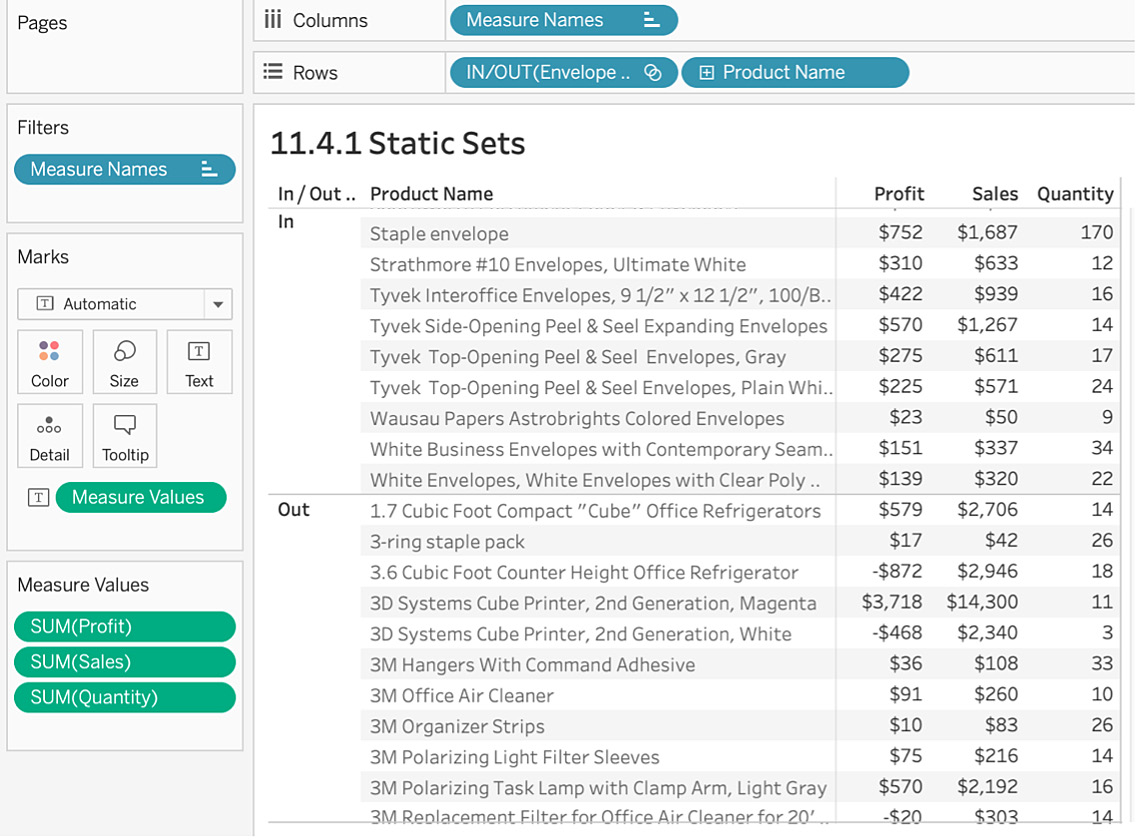 Pages
Columns
Measure Names
Rows
IN/OUT(Envelope ..
Product Name
Filters
Measure Names
Marks
Automatic
Color
Size
Text
Detail
Tooltip
Measure Values
Measure Values
SUM(Profit)
SUM(Sales)
SUM(Quantity)
11.4.1 Static Sets
In / Out .. Product Name Profit Sales Quantity
In
Staple envelope $752 $1,687 170
Strathmore #10 Envelopes, Ultimate White $310 $633 12
Tyvek Interoffice Envelopes, 9 1/2" x 12 1/2", 100/B.. $422 $939 16
Tyvek Side-Opening Peel & Seel Expanding Envelopes $570 $1,267 14
Tyvek Top-Opening Peel & Seel Envelopes, Gray $275 $611 17
Tyvek Top-Opening Peel & Seel Envelopes, Plain Whi.. $225 $571 24
Wausau Papers Astrobrights Colored Envelopes $23 $50 9
White Business Envelopes with Contemporary Seam.. $151 $337 34
White Envelopes, White Envelopes with Clear Poly .. $139 $320 22
Out 1.7 Cubic Foot Compact "Cube" Office Refrigerators $579 $2,706 14
3-ring staple pack $17 $42 26
3.6 Cubic Foot Counter Height Office Refrigerator -$872 $2,946 18
3D Systems Cube Printer, 2nd Generation, Magenta $3,718 $14,300 11
3D Systems Cube Printer, 2nd Generation, White -$468 $2,340 3
3M Hangers With Command Adhesive $36 $108 33
3M Office Air Cleaner $91 $260 10
3M Organizer Strips $10 $83 26
3M Polarizing Light Filter Sleeves $75 $216 14
3M Polarizing Task Lamp with Clamp Arm, Light Gray $570 $2,192 16
3M Replacement Filter for Office Air Cleaner for 20' .. -$20 $303 14